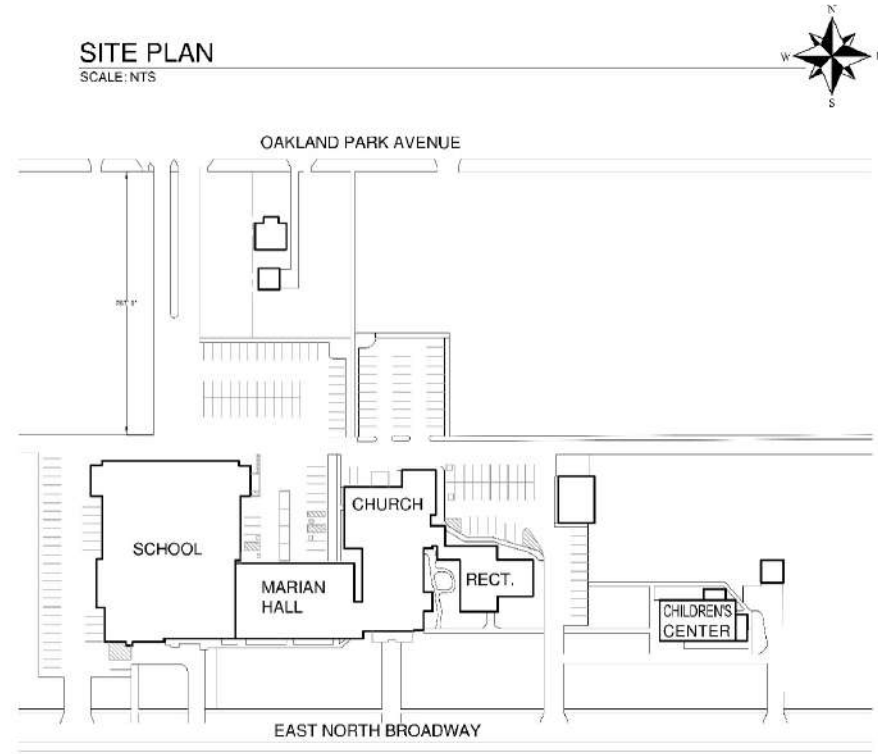 SITE PLAN
SCALE: NTS
N
W
S
OAKLAND PARK AVENUE
SCHOOL
CHURCH
MARIAN
HALL
RECT.
CHILDREN'S
CENTER
EAST NORTH BROADWAY